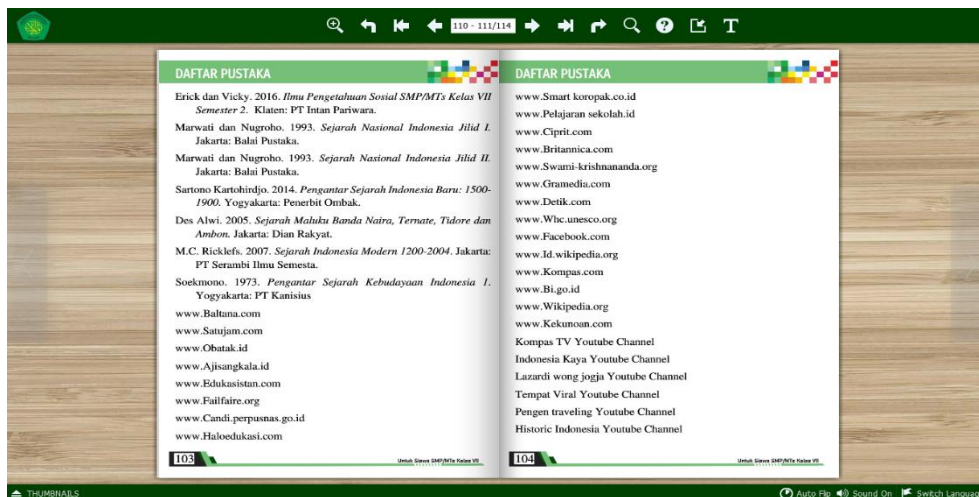 110 - 111/114
? T
DAFTAR PUSTAKA
Erick dan Vicky. 2016. Ilmu Pengetahuan Sosial SMP/MTs Kelas VII
Semester 2. Klaten: PT Intan Pariwara.
Marwati dan Nugroho. 1993. Sejarah Nasional Indonesia Jilid I.
Jakarta: Balai Pustaka.
Marwati dan Nugroho. 1993. Sejarah Nasional Indonesia Jilid II.
Jakarta: Balai Pustaka.
Sartono Kartohirdjo. 2014. Pengantar Sejarah Indonesia Baru: 1500-
1900. Yogyakarta: Penerbit Ombak.
Des Alwi. 2005. Sejarah Maluku Banda Naira, Ternate, Tidore dan
Ambon. Jakarta: Dian Rakyat.
M.C. Ricklefs. 2007. Sejarah Indonesia Modern 1200-2004. Jakarta:
PT Serambi Ilmu Semesta.
Soekmono. 1973. Pengantar Sejarah Kebudayaan Indonesia 1.
Yogyakarta: PT Kanisius
www.Baltana.com
www.Satujam.com
www.Obatak.id
www.Ajisangkala.id
www.Edukasistan.com
www.Failfaire.org
www.Candi.perpusnas.go.id
www.Haloedukasi.com
103
Untuk Siswa SMP/MTs Kelas VII
DAFTAR PUSTAKA
www.Smart koropak.co.id
www.Pelajaran sekolah.id
www.Ciprit.com
www.Britannica.com
www.Swami-krishnananda.org
www.Gramedia.com
www.Detik.com
www.Whc.unesco.org
www.Facebook.com
www.Id.wikipedia.org
www.Kompas.com
www.Bi.go.id
www.Wikipedia.org
www.Kekunoan.com
Kompas TV Youtube Channel
Indonesia Kaya Youtube Channel
Lazardi wong jogja Youtube Channel
Tempat Viral Youtube Channel
Pengen traveling Youtube Channel
Historic Indonesia Youtube Channel
104
Untuk Siswa SMP/MTs Kelas VII
THUMBNAILS
Auto Flip Sound On Switch Language